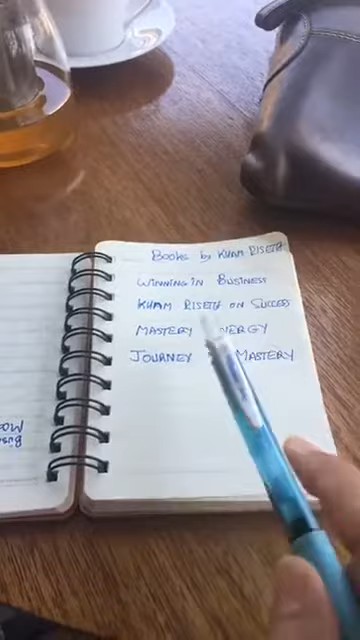 Books by KHAM RISETH
WINNING IN BUSINESS
KHAM RISETH ON SUCCESS
MASTERY
JOURNEY MASTERY